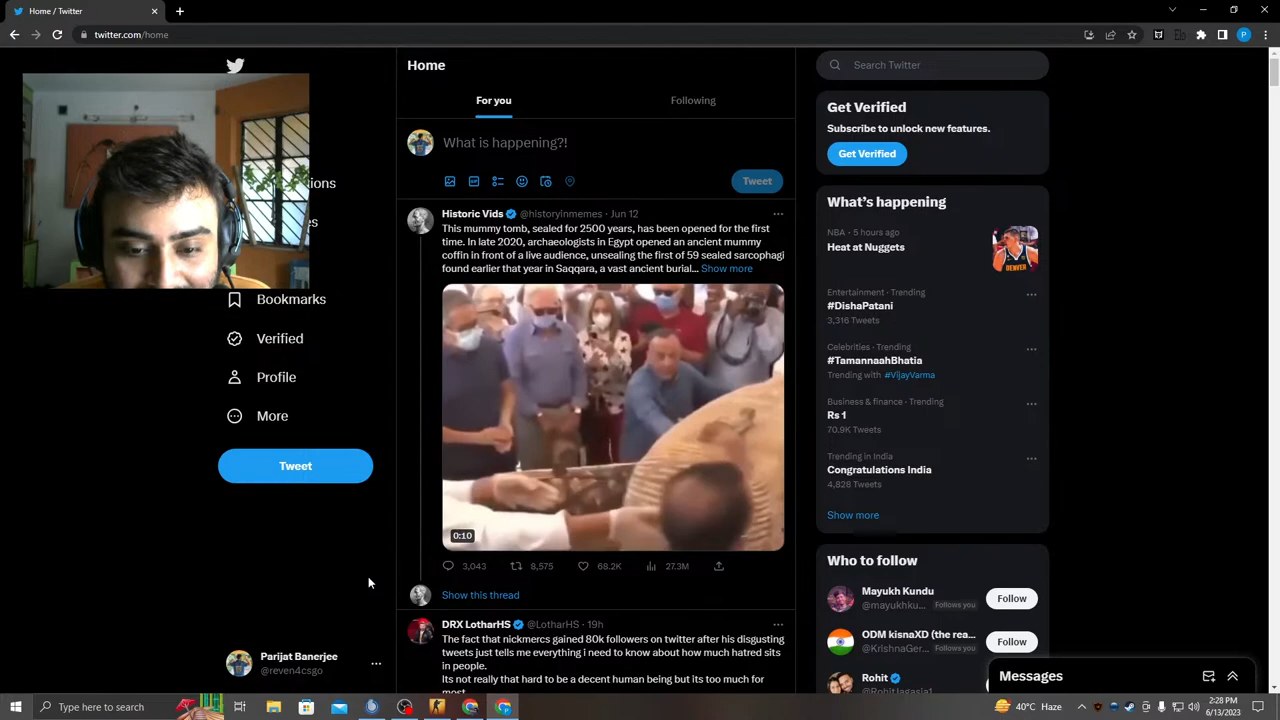 Home / Twitter
twitter.com/home
Home
For you
Following
What is happening?!
Tweet
Historic Vids @historyinmemes · Jun 12
This mummy tomb, sealed for 2500 years, has been opened for the first
time. In late 2020, archaeologists in Egypt opened an ancient mummy
coffin in front of a live audience, unsealing the first of 59 sealed sarcophagi
found earlier that year in Saqqara, a vast ancient burial... Show more
0:10
3,043 8,575 68.2K 27.3M
Show this thread
DRX LotarHS @LotharHS · 19h
The fact that nickmercs gained 80k followers on twitter after his disgusting
tweets just tells me everything i need to know about how much hatred sits
in people.
Its not really that hard to be a decent human being but its too much for
most
Bookmarks
Verified
Profile
More
Tweet
Parijat Banerjee
@reven4csgo
Search Twitter
Get Verified
Subscribe to unlock new features.
Get Verified
What's happening
NBA · 5 hours ago
Heat at Nuggets
DENVER
Entertainment · Trending
#DishaPatani
3,316 Tweets
Celebrities · Trending
#TamannaahBhatia
Trending with #VijayVarma
Business & finance · Trending
Rs 1
70.9K Tweets
Trending in India
Congratulations India
4,828 Tweets
Show more
Who to follow
Mayukh Kundu
@mayukhku... Follows you
Follow
ODM kisnaXD (the rea...
@KrIshnaGer... Follows you
Follow
Rohit
@RohitJagasia1
Messages
Type here to search
40°C Haze
ENG
2:28 PM
6/13/2023